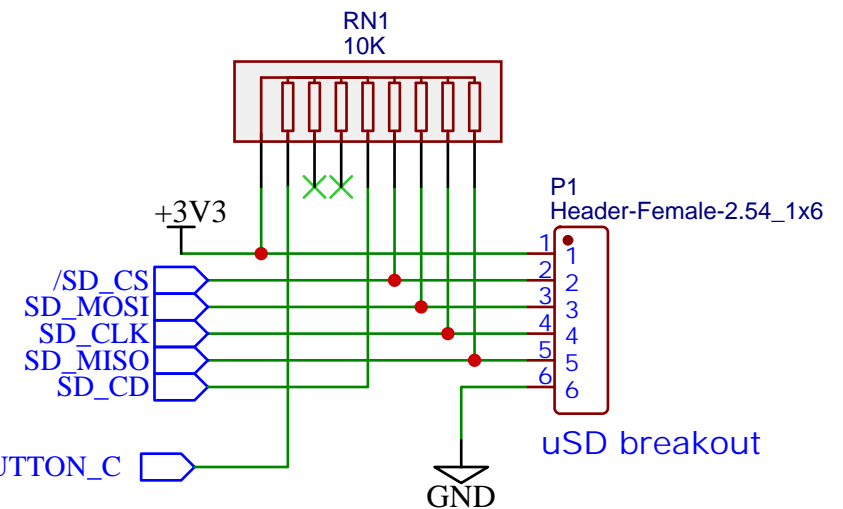 RN1
10K
P1
Header-Female-2.54_1x6
+3V3
1
1
/SD_CS
2
2
SD_MOSI
3
3
SD_CLK
4
4
SD_MISO
5
5
SD_CD
6
6
uSD breakout
UTTON_C
GND